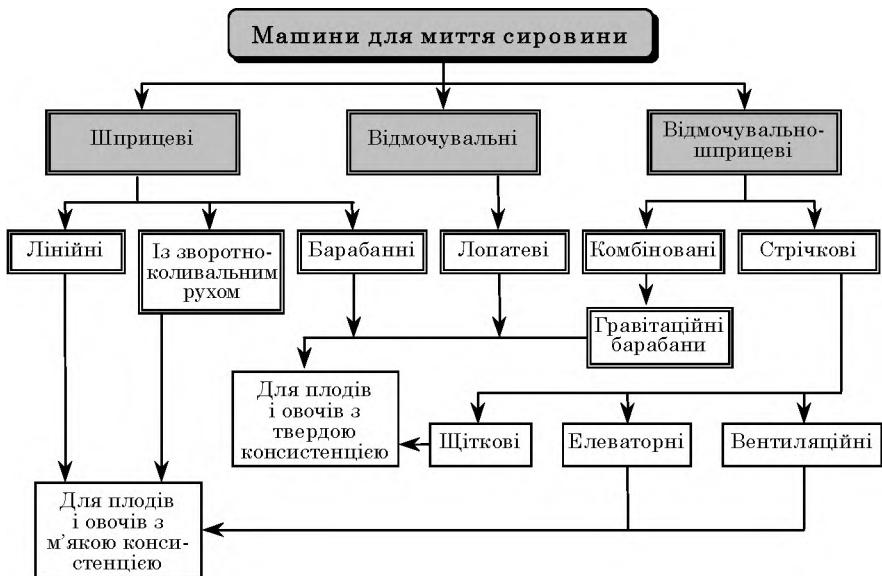 Машини для миття сировини
Шприцеві
Відмочувальні
Відмочувально-
шприцеві
Лінійні
Із зворотно-
коливальним
рухом
Барабанні
Лопатеві
Комбіновані
Стрічкові
Гравітаційні
барабани
Для плодів
і овочів з
твердою
консистенцією
Щіткові
Елеваторні
Вентиляційні
Для плодів
і овочів з
м'якою конси-
стенцією